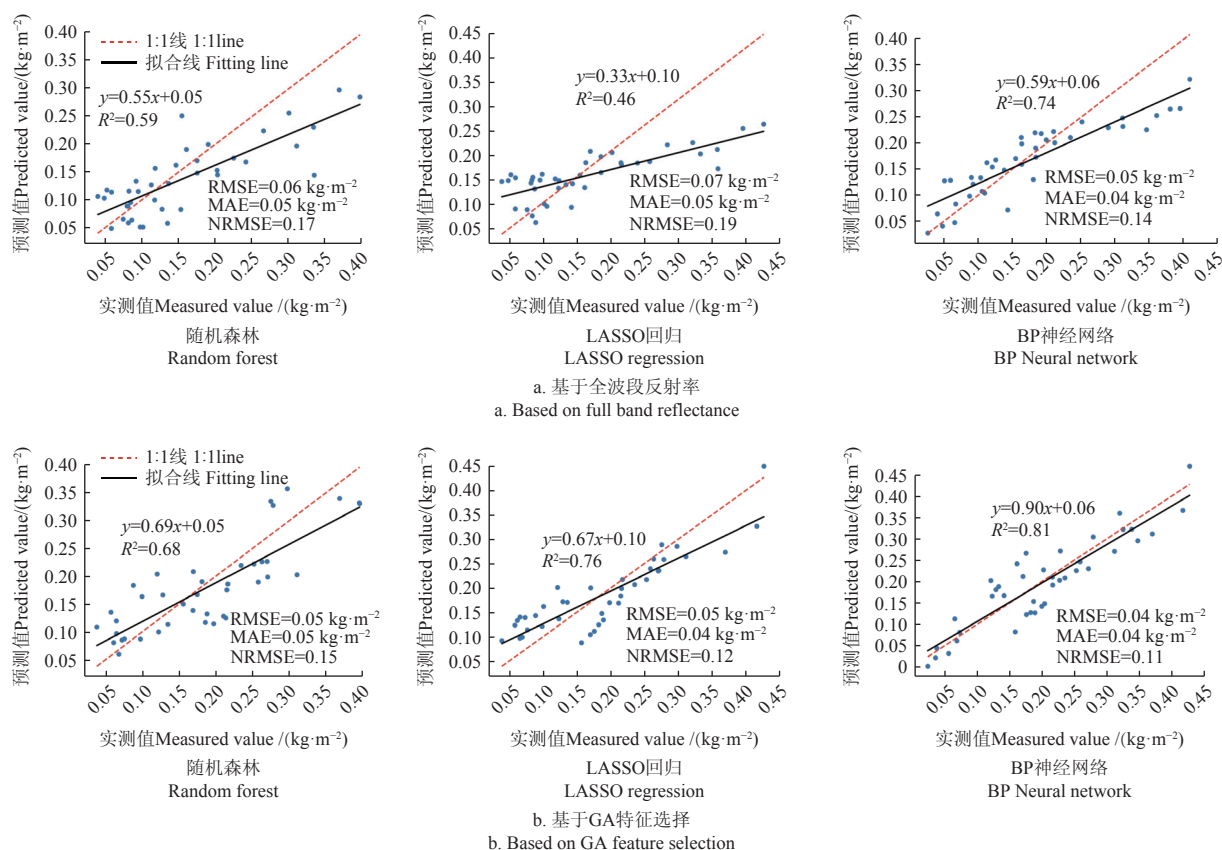 预测值Predicted value/(kg·m⁻²)
0.40
0.35
0.30
0.25
0.20
0.15
0.10
0.05
1:1线 1:1line
拟合线 Fitting line
y=0.55x+0.05
R²=0.59
RMSE=0.06 kg·m⁻²
MAE=0.05 kg·m⁻²
NRMSE=0.17
0.05 0.10 0.15 0.20 0.25 0.30 0.35 0.40
实测值Measured value /(kg·m⁻²)
随机森林
Random forest
预测值Predicted value/(kg·m⁻²)
0.45
0.40
0.35
0.30
0.25
0.20
0.15
0.10
0.05
y=0.33x+0.10
R²=0.46
RMSE=0.07 kg·m⁻²
MAE=0.05 kg·m⁻²
NRMSE=0.19
0.05 0.10 0.15 0.20 0.25 0.30 0.35 0.40 0.45
实测值Measured value /(kg·m⁻²)
LASSO回归
LASSO regression
预测值Predicted value/(kg·m⁻²)
0.40
0.35
0.30
0.25
0.20
0.15
0.10
0.05
y=0.59x+0.06
R²=0.74
RMSE=0.05 kg·m⁻²
MAE=0.04 kg·m⁻²
NRMSE=0.14
0.05 0.10 0.15 0.20 0.25 0.30 0.35 0.40 0.45
实测值Measured value /(kg·m⁻²)
BP神经网络
BP Neural network
a. 基于全波段反射率
a. Based on full band reflectance
预测值Predicted value/(kg·m⁻²)
0.40
0.35
0.30
0.25
0.20
0.15
0.10
0.05
1:1线 1:1line
拟合线 Fitting line
y=0.69x+0.05
R²=0.68
RMSE=0.05 kg·m⁻²
MAE=0.05 kg·m⁻²
NRMSE=0.15
0.05 0.10 0.15 0.20 0.25 0.30 0.35 0.40
实测值Measured value /(kg·m⁻²)
随机森林
Random forest
预测值Predicted value/(kg·m⁻²)
0.45
0.40
0.35
0.30
0.25
0.20
0.15
0.10
0.05
y=0.67x+0.10
R²=0.76
RMSE=0.05 kg·m⁻²
MAE=0.04 kg·m⁻²
NRMSE=0.12
0.05 0.10 0.15 0.20 0.25 0.30 0.35 0.40 0.45
实测值Measured value /(kg·m⁻²)
LASSO回归
LASSO regression
预测值Predicted value/(kg·m⁻²)
0.45
0.40
0.35
0.30
0.25
0.20
0.15
0.10
0.05
0
y=0.90x+0.06
R²=0.81
RMSE=0.04 kg·m⁻²
MAE=0.04 kg·m⁻²
NRMSE=0.11
0.05 0.10 0.15 0.20 0.25 0.30 0.35 0.40 0.45
实测值Measured value /(kg·m⁻²)
BP神经网络
BP Neural network
b. 基于GA特征选择
b. Based on GA feature selection